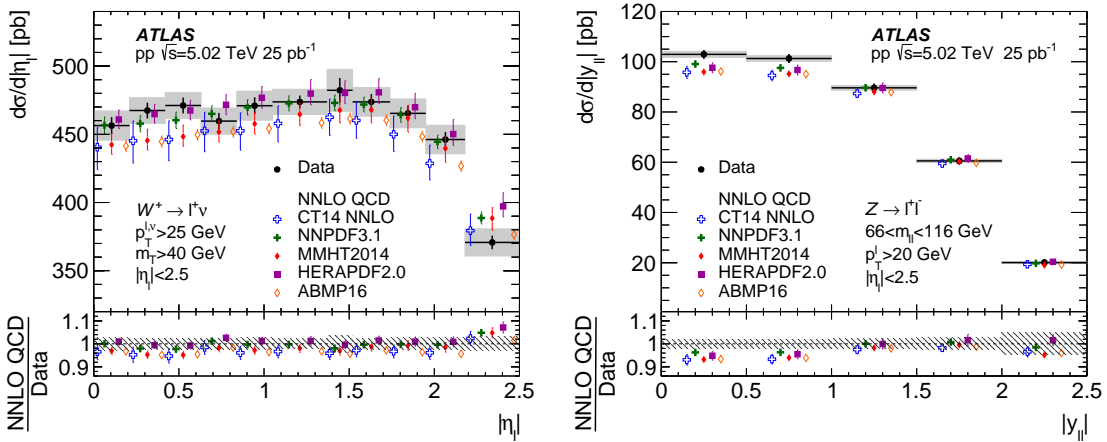 dσ/d|η_l| [pb]
ATLAS
pp √s=5.02 TeV 25 pb⁻¹
500
450
400
350
Data
NNLO QCD
CT14 NNLO
NNPDF3.1
MMHT2014
HERAPDF2.0
ABMP16
W⁺ → l⁺ν
p_T^{l,ν}>25 GeV
m_T>40 GeV
|η_l|<2.5
NNLO QCD
Data
1.1
1
0.9
0 0.5 1 1.5 2 2.5
|η_l|
dσ/d|y_ll| [pb]
ATLAS
pp √s=5.02 TeV 25 pb⁻¹
120
100
80
60
40
20
0
Data
NNLO QCD
CT14 NNLO
NNPDF3.1
MMHT2014
HERAPDF2.0
ABMP16
Z → l⁺l⁻
66<m_ll<116 GeV
p_T^l>20 GeV
|η_l|<2.5
NNLO QCD
Data
1.1
1
0.9
0 0.5 1 1.5 2 2.5
|y_ll|